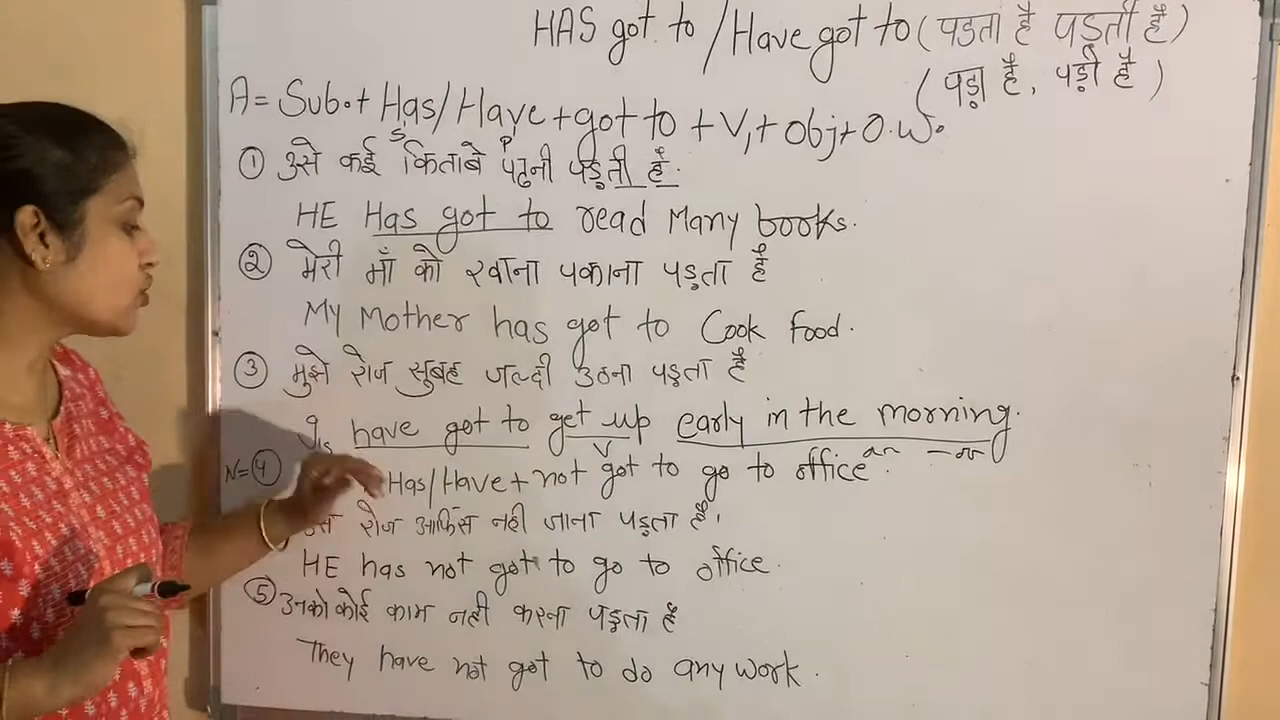 HAS got to / Have got to ( पडता है पड़ती है )
( पड़ा है, पड़ी है )
A = Sub. + Has/Have + got to + V1 + Obj + O.W.
S P
① उसे कई किताबे पढ़नी पड़ती है.
HE Has got to read Many books.
② मेरी माँ को खाना पकाना पड़ता है
My Mother has got to Cook food.
③ मुझे रोज सुबह जल्दी उठना पड़ता है
I have got to get up early in the morning.
S V
N= ④ Has/Have + not got to go to office.
रोज आफिस नही जाना पड़ता है.
HE has not got to go to office.
⑤ उनको कोई काम नही करना पड़ता है
They have not got to do any work.